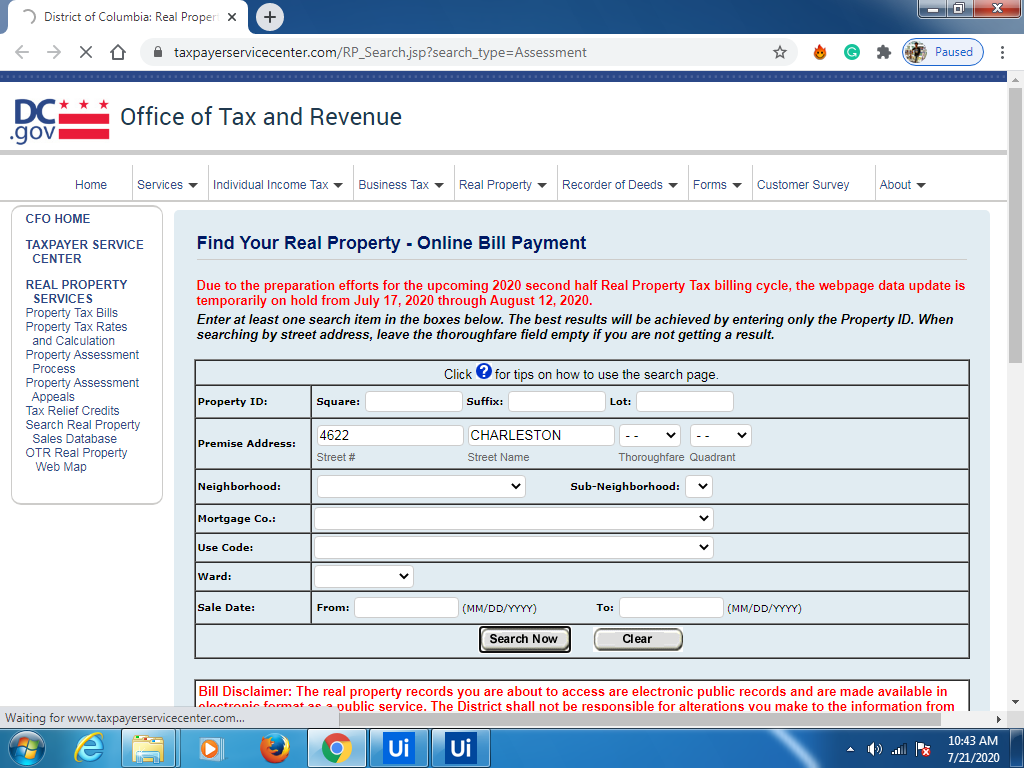 District of Columbia: Real Propert
taxpayerservicecenter.com/RP_Search.jsp?search_type=Assessment
Paused
DC
.gov
Office of Tax and Revenue
Home Services Individual Income Tax Business Tax Real Property Recorder of Deeds Forms Customer Survey About
CFO HOME
TAXPAYER SERVICE
CENTER
REAL PROPERTY
SERVICES
Property Tax Bills
Property Tax Rates
and Calculation
Property Assessment
Process
Property Assessment
Appeals
Tax Relief Credits
Search Real Property
Sales Database
OTR Real Property
Web Map
Find Your Real Property - Online Bill Payment
Due to the preparation efforts for the upcoming 2020 second half Real Property Tax billing cycle, the webpage data update is
temporarily on hold from July 17, 2020 through August 12, 2020.
Enter at least one search item in the boxes below. The best results will be achieved by entering only the Property ID. When
searching by street address, leave the thoroughfare field empty if you are not getting a result.
Click ? for tips on how to use the search page.
Property ID: Square: Suffix: Lot:
Premise Address: 4622 CHARLESTON - - - -
Street # Street Name Thoroughfare Quadrant
Neighborhood: Sub-Neighborhood:
Mortgage Co.:
Use Code:
Ward:
Sale Date: From: (MM/DD/YYYY) To: (MM/DD/YYYY)
Search Now Clear
Bill Disclaimer: The real property records you are about to access are electronic public records and are made available in
electronic format as a public service. The District shall not be responsible for alterations you make to the information from
Waiting for www.taxpayerservicecenter.com...
Ui Ui
10:43 AM
7/21/2020